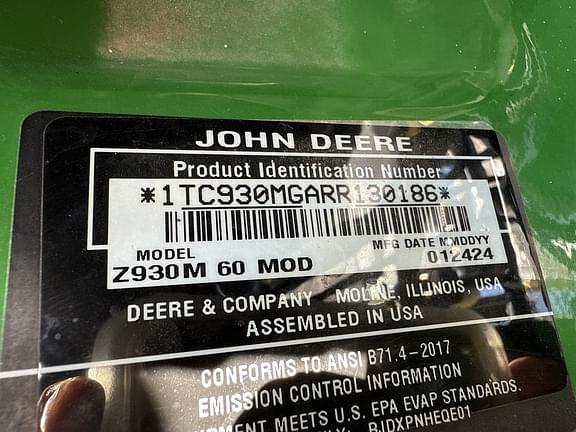 JOHN DEERE
Product Identification Number
*1TC930MGARR130186*
MODEL MFG DATE MMDDYY
Z930M 60 MOD 012424
DEERE & COMPANY MOLINE, ILLINOIS, USA
ASSEMBLED IN USA
CONFORMS TO ANSI B71.4-2017
EMISSION CONTROL INFORMATION
MEETS U.S. EPA EVAP STANDARDS.
RJDXPNHEQE01